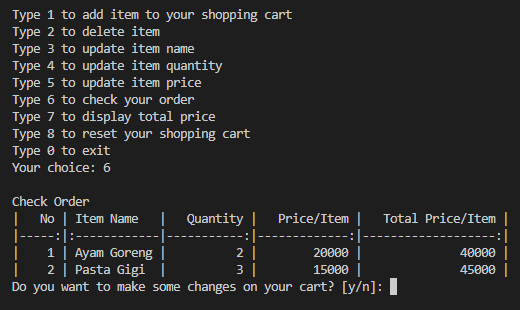 Type 1 to add item to your shopping cart
Type 2 to delete item
Type 3 to update item name
Type 4 to update item quantity
Type 5 to update item price
Type 6 to check your order
Type 7 to display total price
Type 8 to reset your shopping cart
Type 0 to exit
Your choice: 6

Check Order
|   No | Item Name   |   Quantity |   Price/Item |   Total Price/Item |
|-----:|:------------|-----------:|-------------:|-------------------:|
|    1 | Ayam Goreng |          2 |        20000 |              40000 |
|    2 | Pasta Gigi  |          3 |        15000 |              45000 |
Do you want to make some changes on your cart? [y/n]: